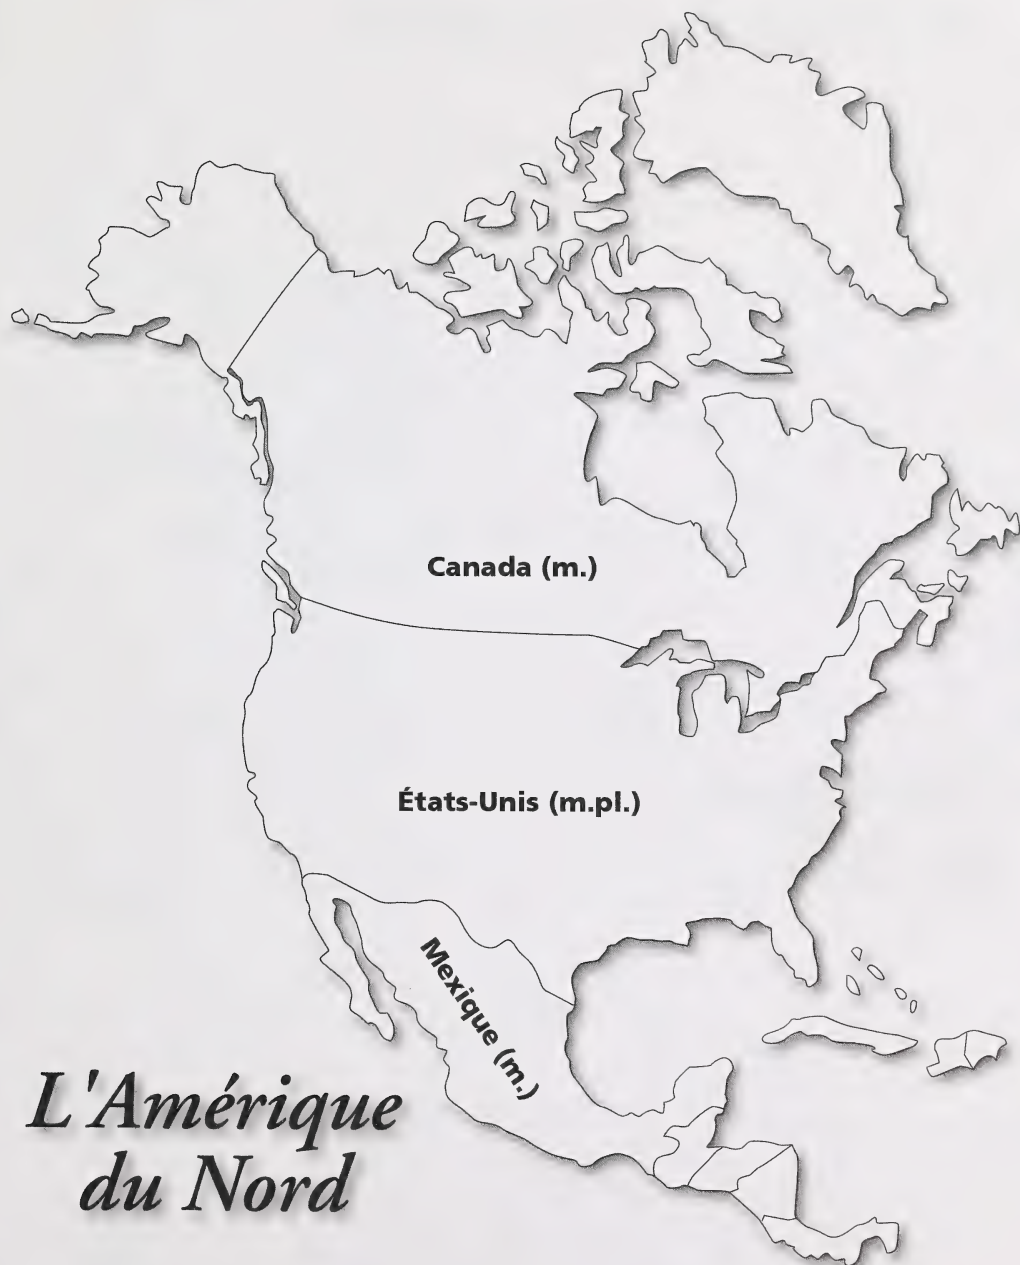 Canada (m.)
États-Unis (m.pl.)
Mexique (m.)
L'Amérique
du Nord